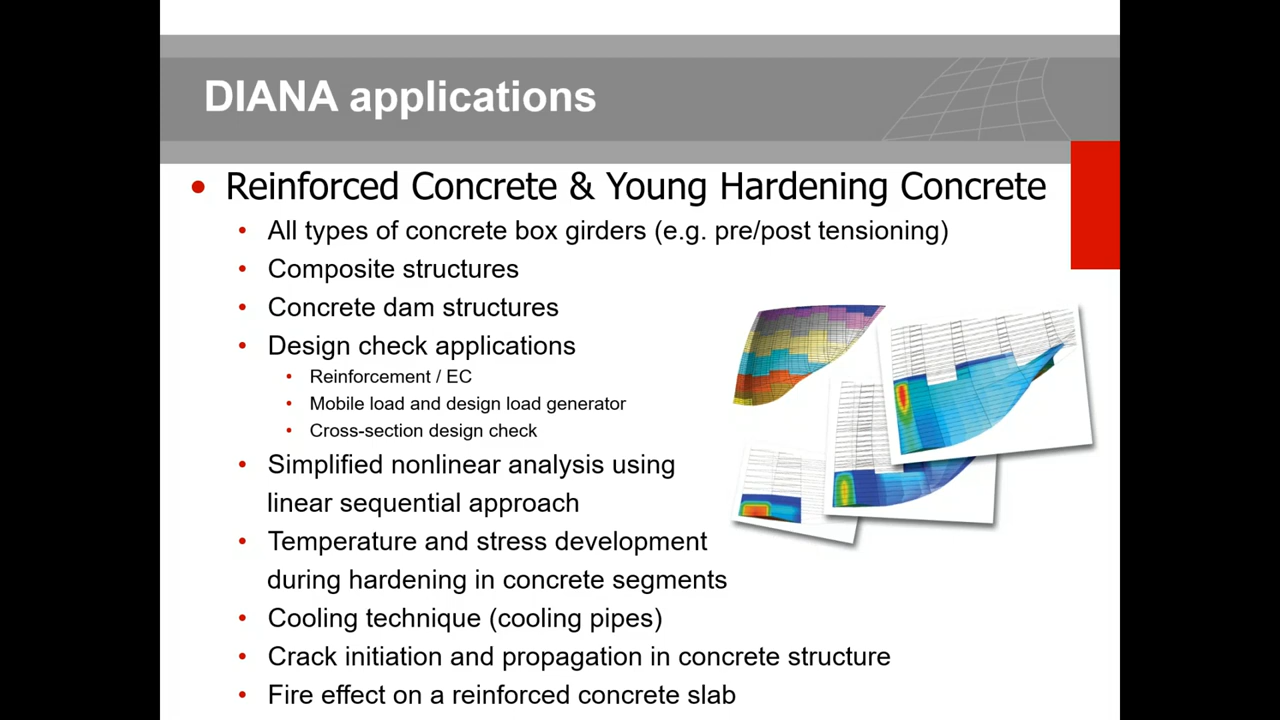 DIANA applications
• Reinforced Concrete & Young Hardening Concrete
• All types of concrete box girders (e.g. pre/post tensioning)
• Composite structures
• Concrete dam structures
• Design check applications
• Reinforcement / EC
• Mobile load and design load generator
• Cross-section design check
• Simplified nonlinear analysis using
linear sequential approach
• Temperature and stress development
during hardening in concrete segments
• Cooling technique (cooling pipes)
• Crack initiation and propagation in concrete structure
• Fire effect on a reinforced concrete slab